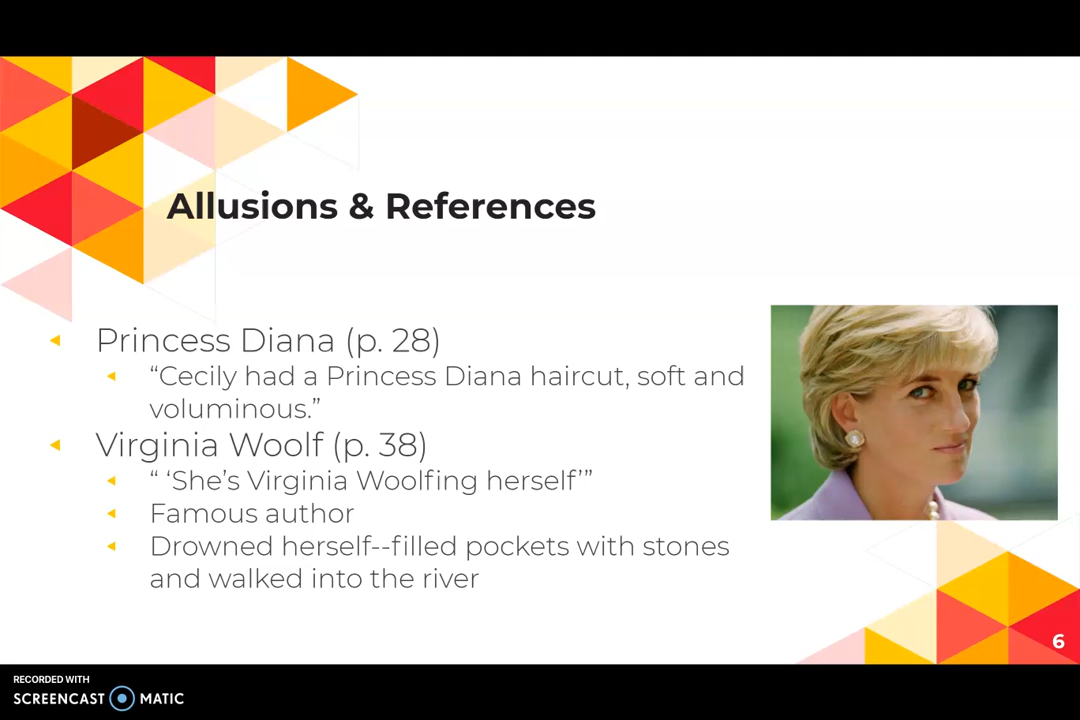 Allusions & References
Princess Diana (p. 28)
“Cecily had a Princess Diana haircut, soft and
voluminous.”
Virginia Woolf (p. 38)
“ ‘She’s Virginia Woolfing herself’”
Famous author
Drowned herself--filled pockets with stones
and walked into the river
6
RECORDED WITH
SCREENCAST MATIC